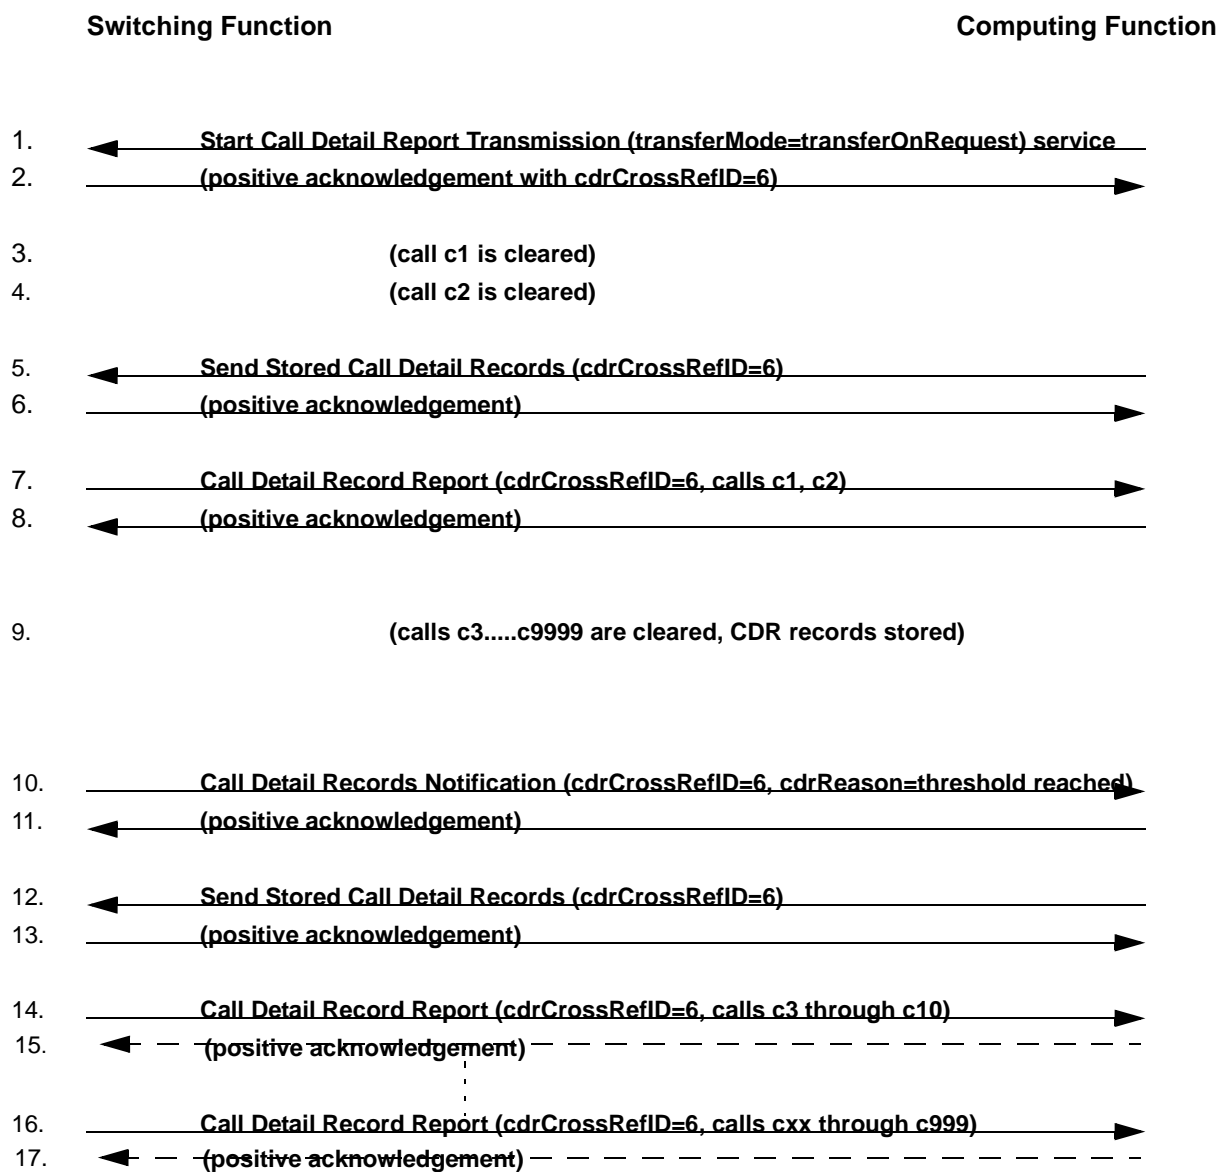 Switching Function Computing Function
1. Start Call Detail Report Transmission (transferMode=transferOnRequest) service
2. (positive acknowledgement with cdrCrossRefID=6)
3. (call c1 is cleared)
4. (call c2 is cleared)
5. Send Stored Call Detail Records (cdrCrossRefID=6)
6. (positive acknowledgement)
7. Call Detail Record Report (cdrCrossRefID=6, calls c1, c2)
8. (positive acknowledgement)
9. (calls c3.....c9999 are cleared, CDR records stored)
10. Call Detail Records Notification (cdrCrossRefID=6, cdrReason=threshold reached)
11. (positive acknowledgement)
12. Send Stored Call Detail Records (cdrCrossRefID=6)
13. (positive acknowledgement)
14. Call Detail Record Report (cdrCrossRefID=6, calls c3 through c10)
15. (positive acknowledgement)
16. Call Detail Record Report (cdrCrossRefID=6, calls cxx through c999)
17. (positive acknowledgement)